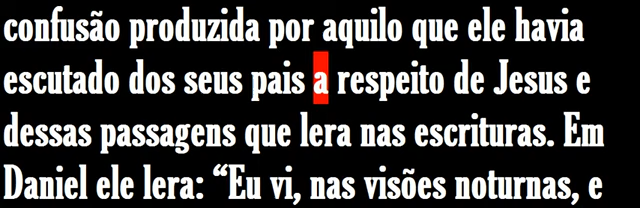 confusão produzida por aquilo que ele havia
escutado dos seus pais a respeito de Jesus e
dessas passagens que lera nas escrituras. Em
Daniel ele lera: “Eu vi, nas visões noturnas, e